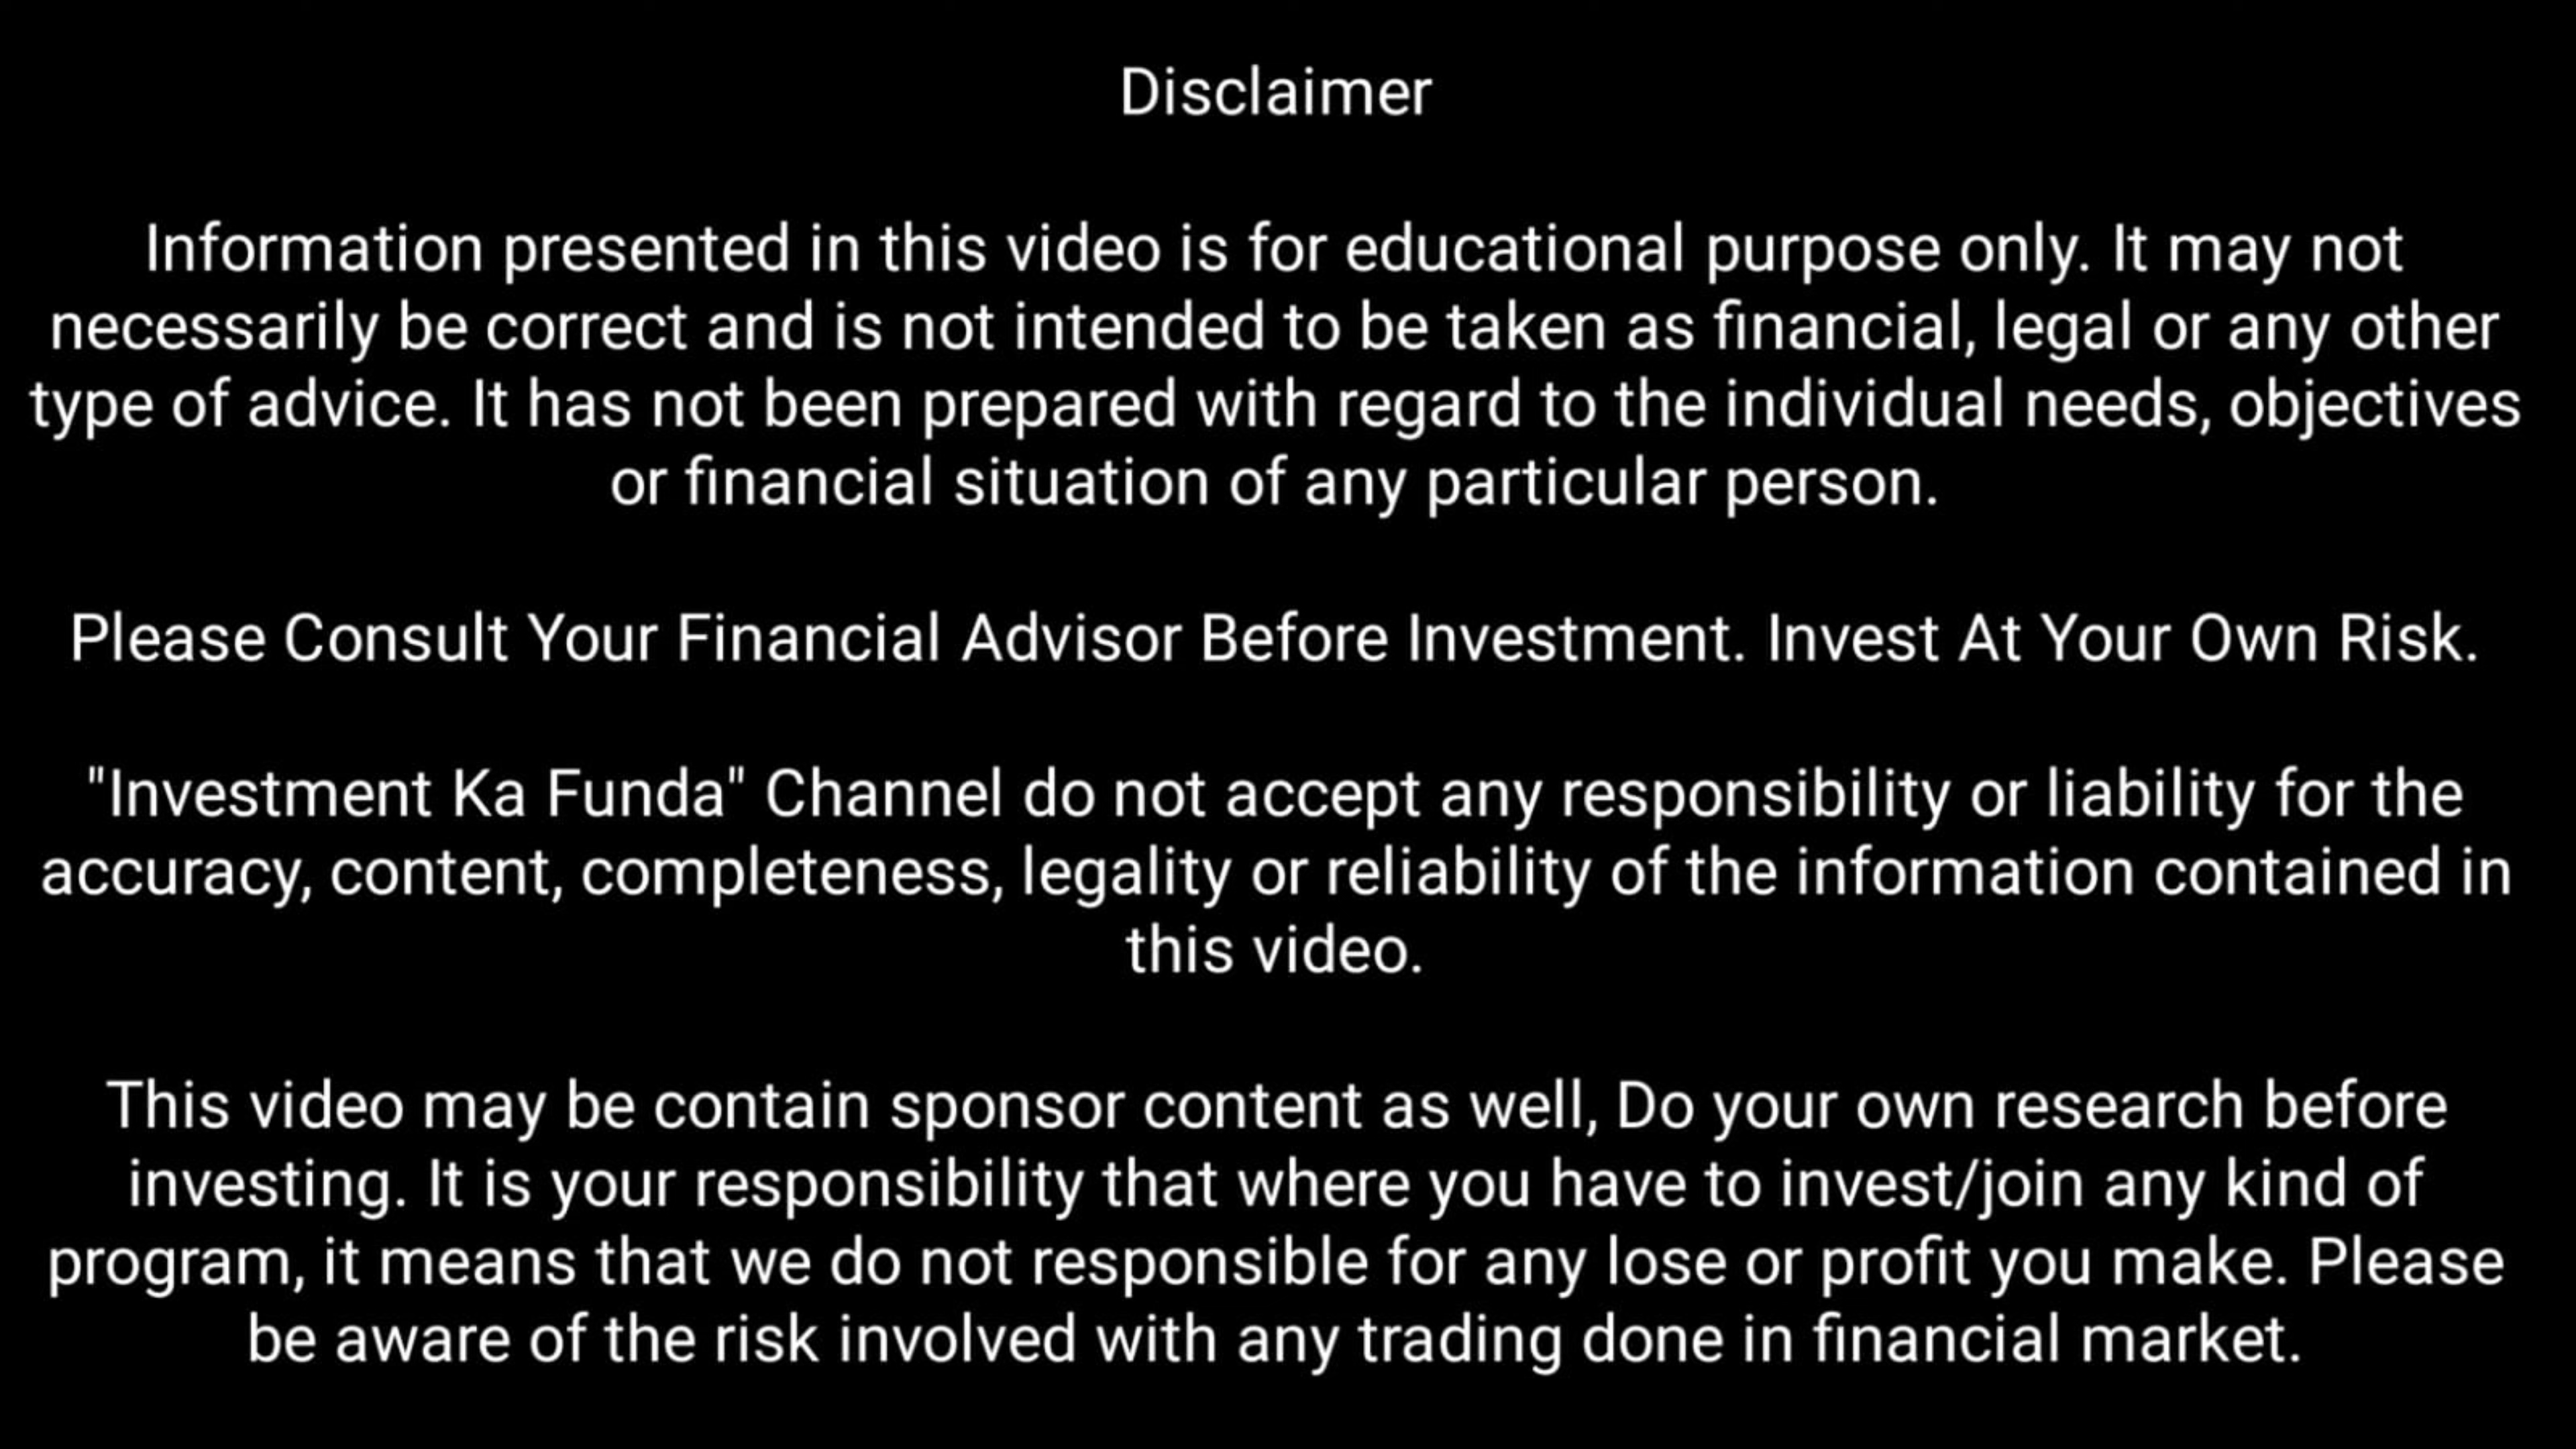 Disclaimer
Information presented in this video is for educational purpose only. It may not
necessarily be correct and is not intended to be taken as financial, legal or any other
type of advice. It has not been prepared with regard to the individual needs, objectives
or financial situation of any particular person.
Please Consult Your Financial Advisor Before Investment. Invest At Your Own Risk.
"Investment Ka Funda" Channel do not accept any responsibility or liability for the
accuracy, content, completeness, legality or reliability of the information contained in
this video.
This video may be contain sponsor content as well, Do your own research before
investing. It is your responsibility that where you have to invest/join any kind of
program, it means that we do not responsible for any lose or profit you make. Please
be aware of the risk involved with any trading done in financial market.